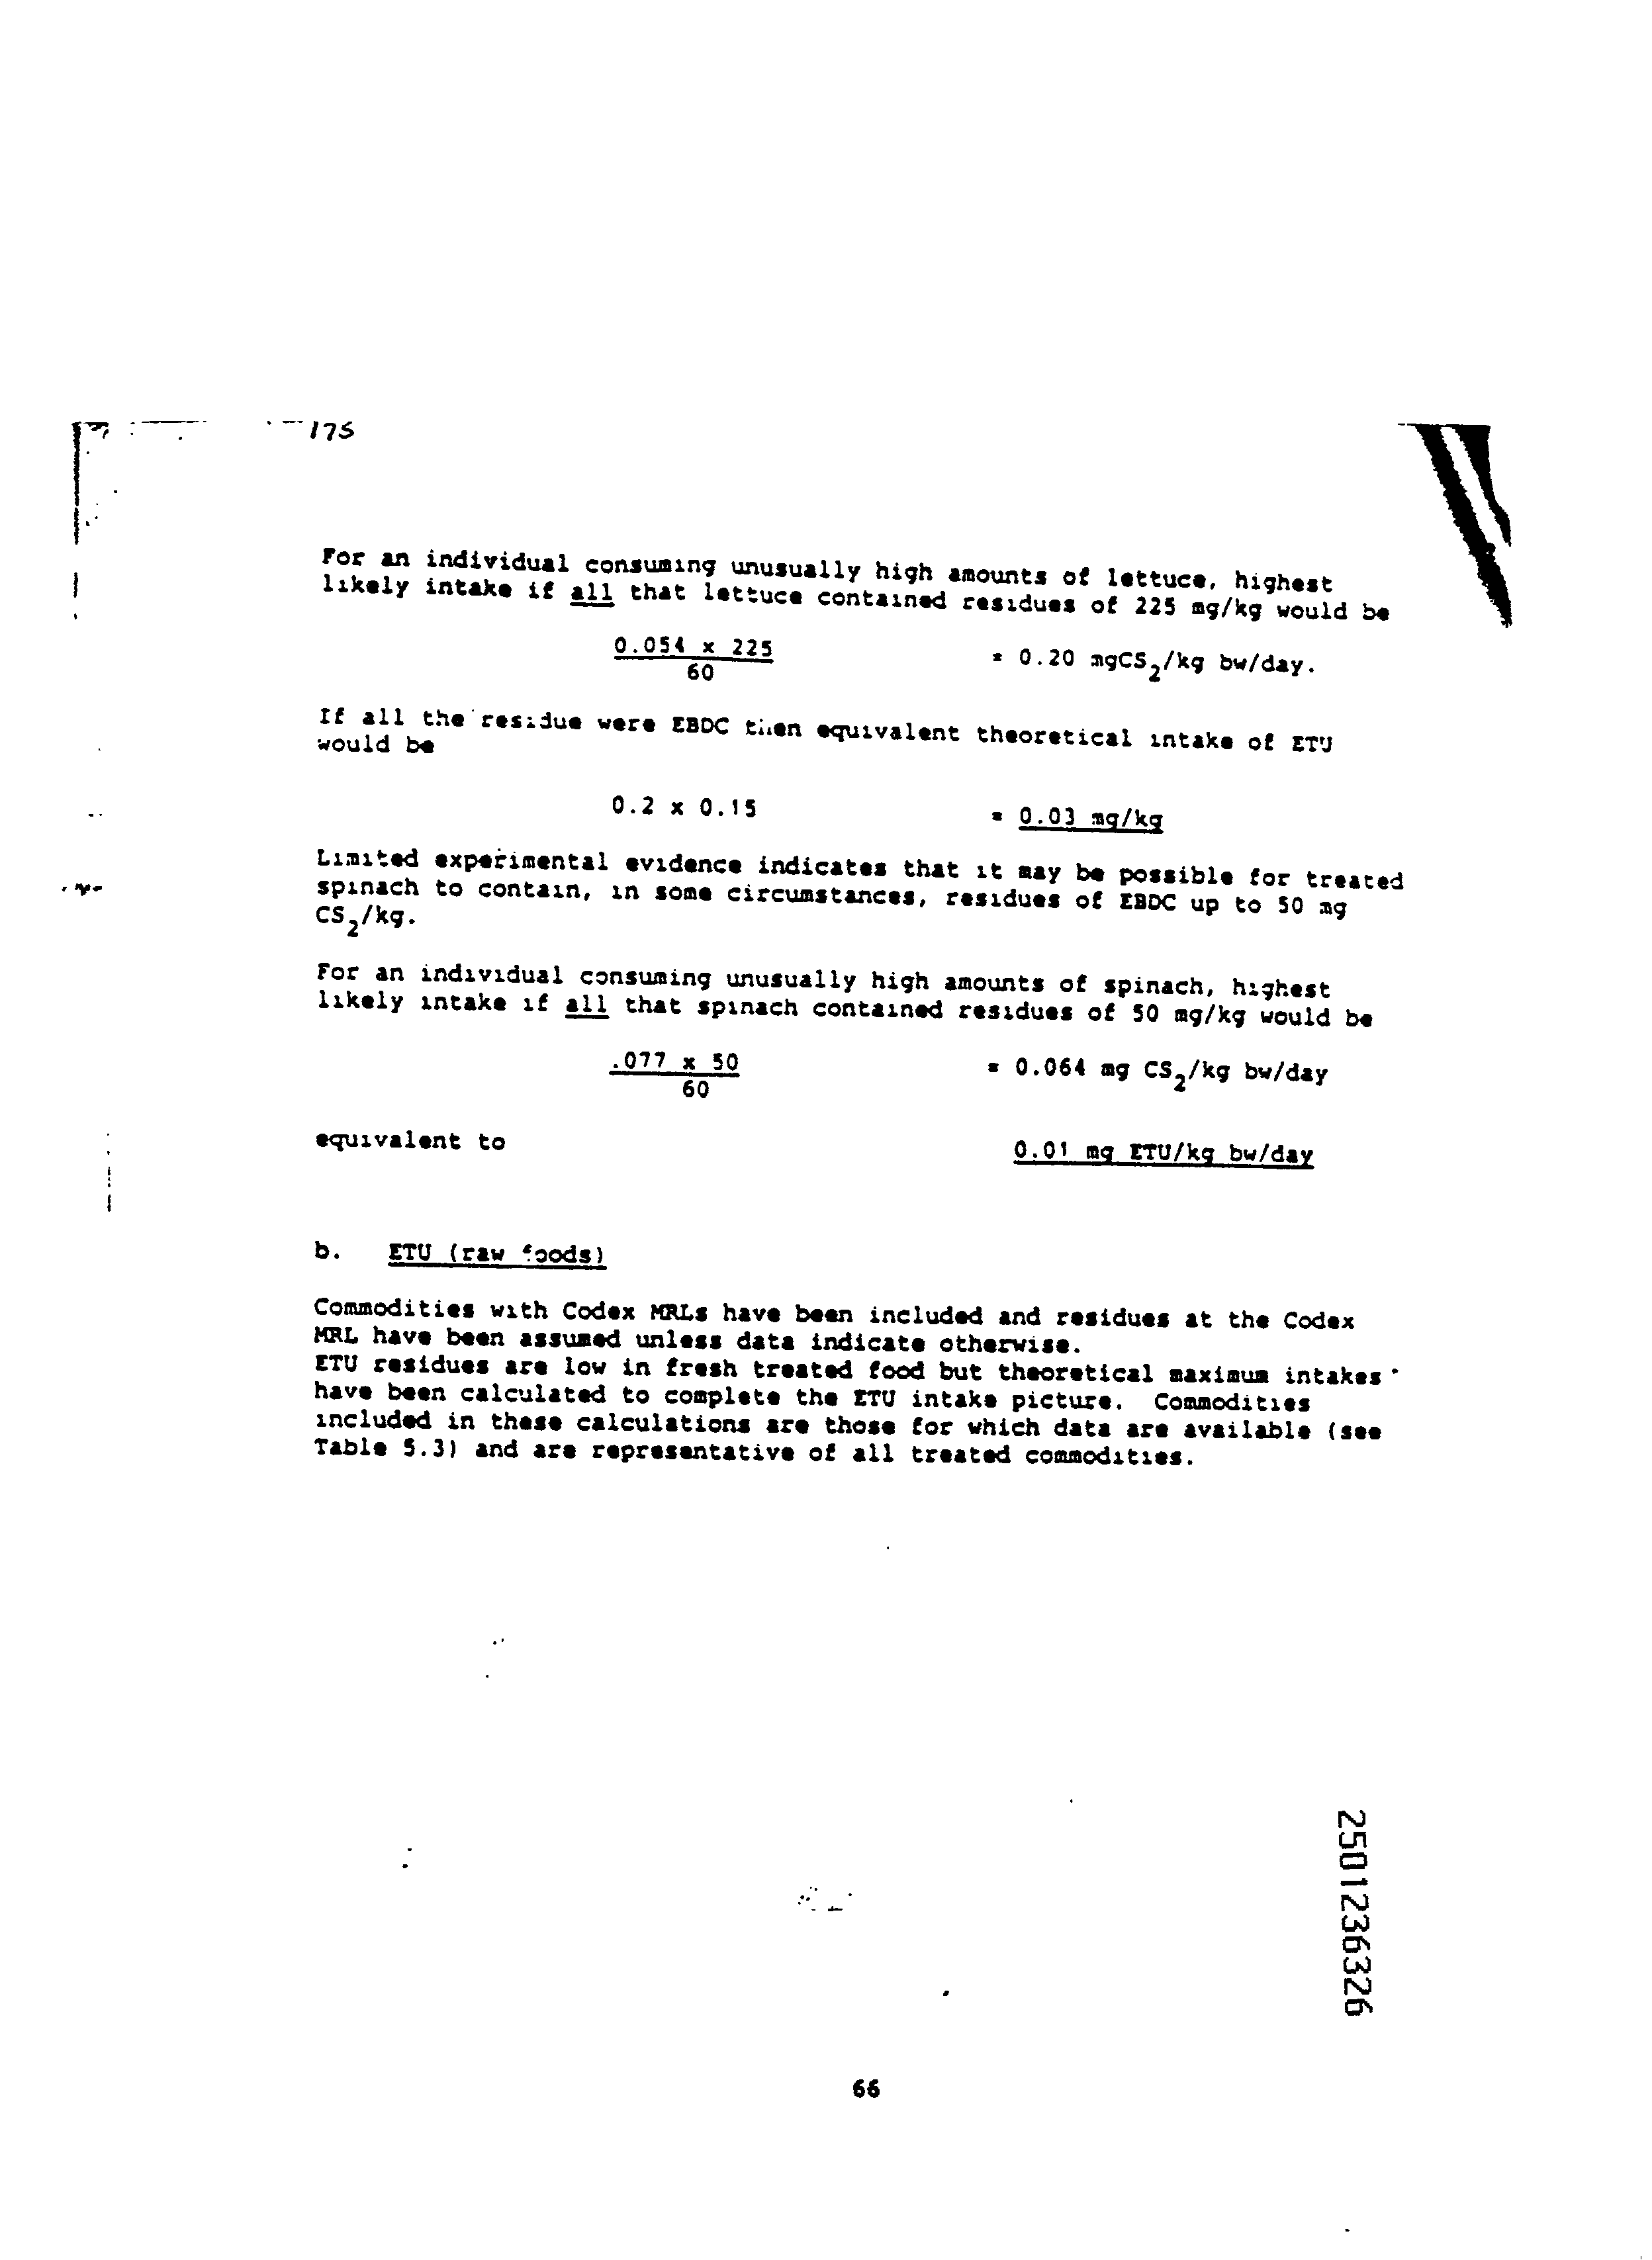 175
For an individual consuming unusually high amounts of lettuce, highest
likely intake if all that lettuce contained residues of 225 mg/kg would be
0.054 x 225
60
= 0.20 mgCS2/kg bw/day.
If all the residue were EBDC then equivalent theoretical intake of ETU
would be
0.2 x 0.15
= 0.03 mg/kg
Limited experimental evidence indicates that it may be possible for treated
spinach to contain, in some circumstances, residues of EBDC up to 50 mg
CS2/kg.
For an individual consuming unusually high amounts of spinach, highest
likely intake if all that spinach contained residues of 50 mg/kg would be
.077 x 50
60
= 0.064 mg CS2/kg bw/day
equivalent to
0.01 mg ETU/kg bw/day
b. ETU (raw foods)
Commodities with Codex MRLs have been included and residues at the Codex
MRL have been assumed unless data indicate otherwise.
ETU residues are low in fresh treated food but theoretical maximum intakes
have been calculated to complete the ETU intake picture. Commodities
included in these calculations are those for which data are available (see
Table 5.3) and are representative of all treated commodities.
2501236326
66